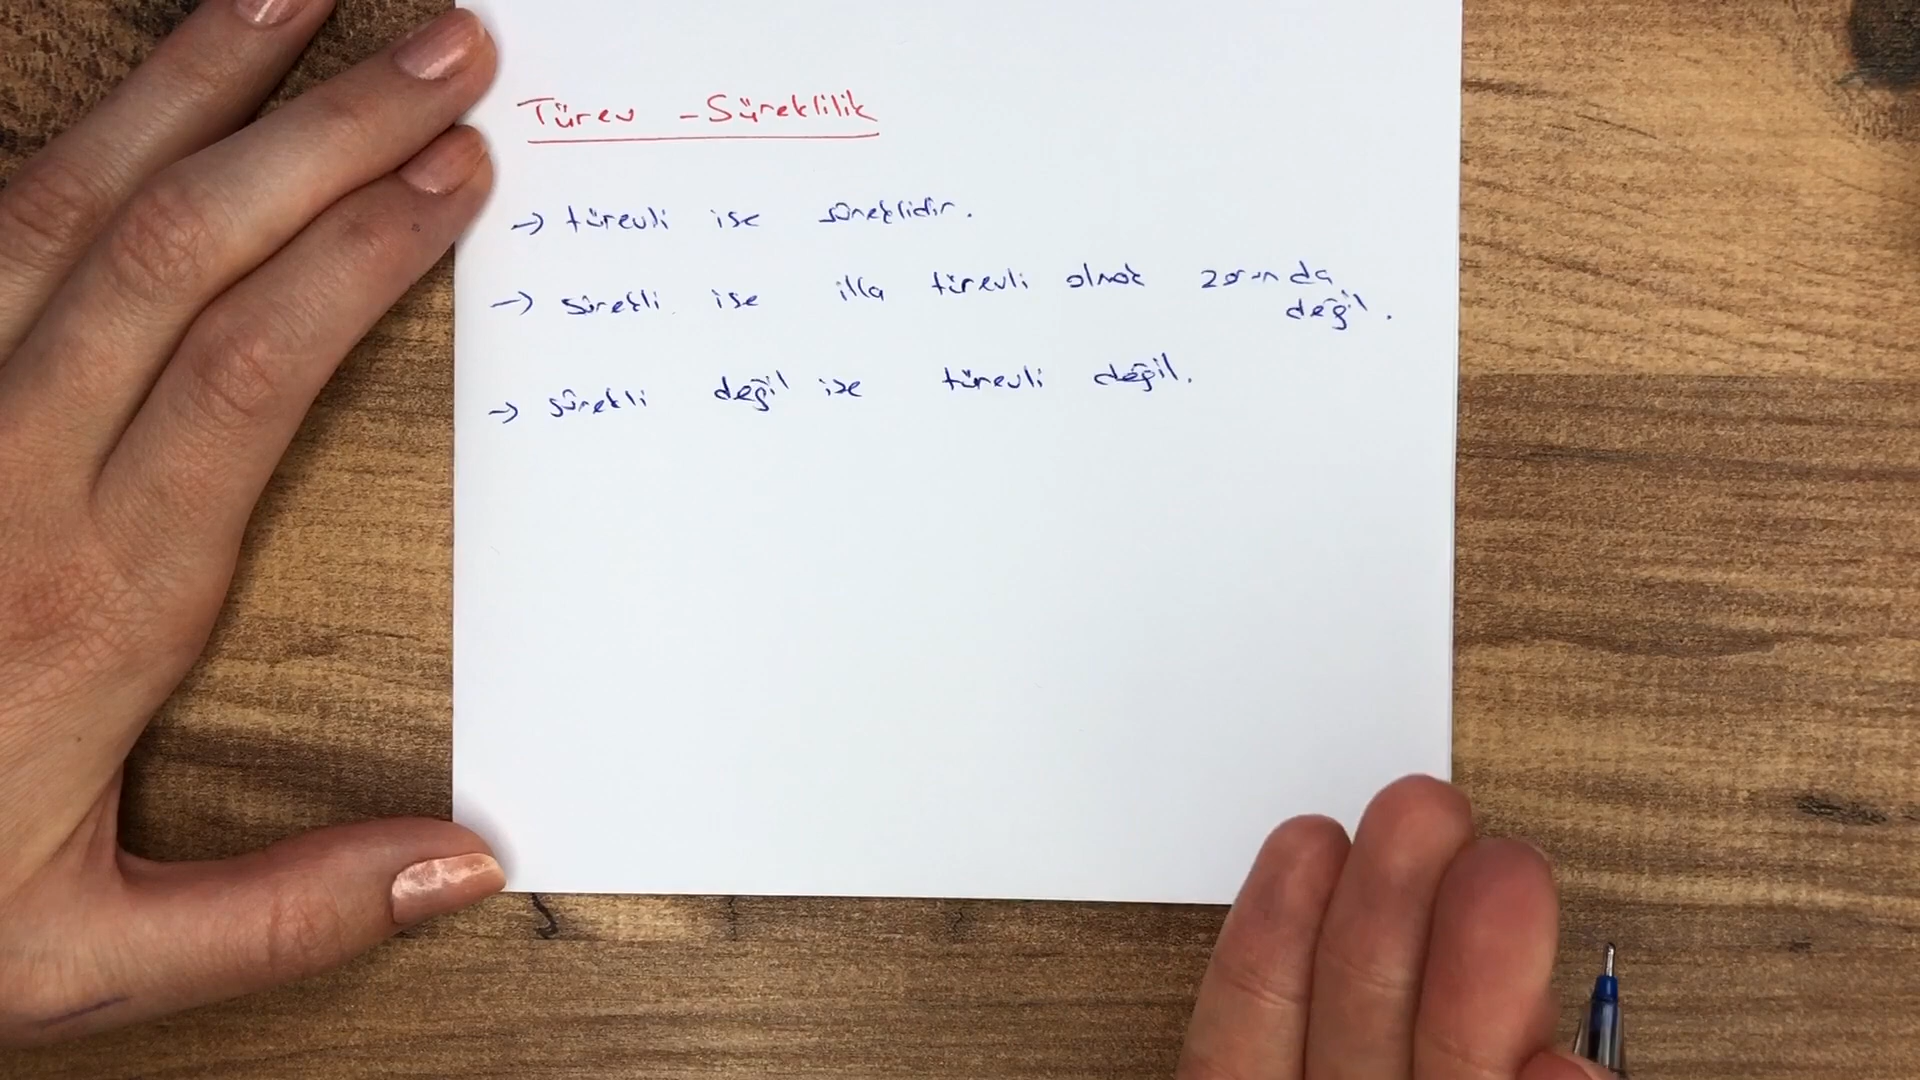 Türev - Süreklilik
→ türevli ise süreklidir.
→ sürekli ise illa türevli olmak zorunda
değil.
→ sürekli değil ise türevli değil.